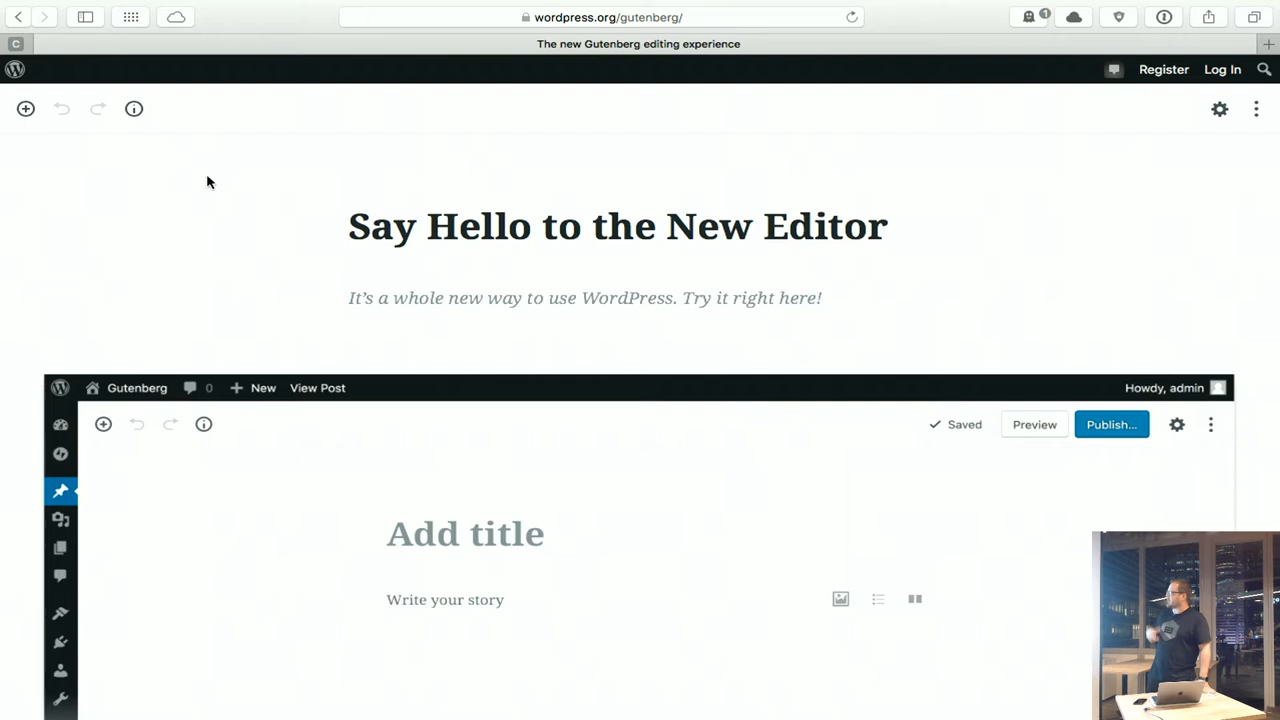 wordpress.org/gutenberg/
1
C
The new Gutenberg editing experience
Register
Log In
Say Hello to the New Editor
It's a whole new way to use WordPress. Try it right here!
Gutenberg
0
New
View Post
Howdy, admin
Saved
Preview
Publish...
Add title
Write your story